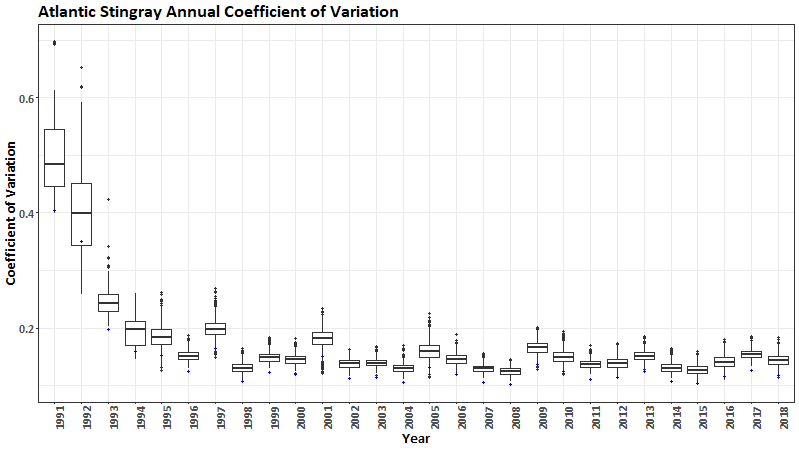 Atlantic Stingray Annual Coefficient of Variation
Coefficient of Variation
0.6
0.4
0.2
1991 1992 1993 1994 1995 1996 1997 1998 1999 2000 2001 2002 2003 2004 2005 2006 2007 2008 2009 2010 2011 2012 2013 2014 2015 2016 2017 2018
Year